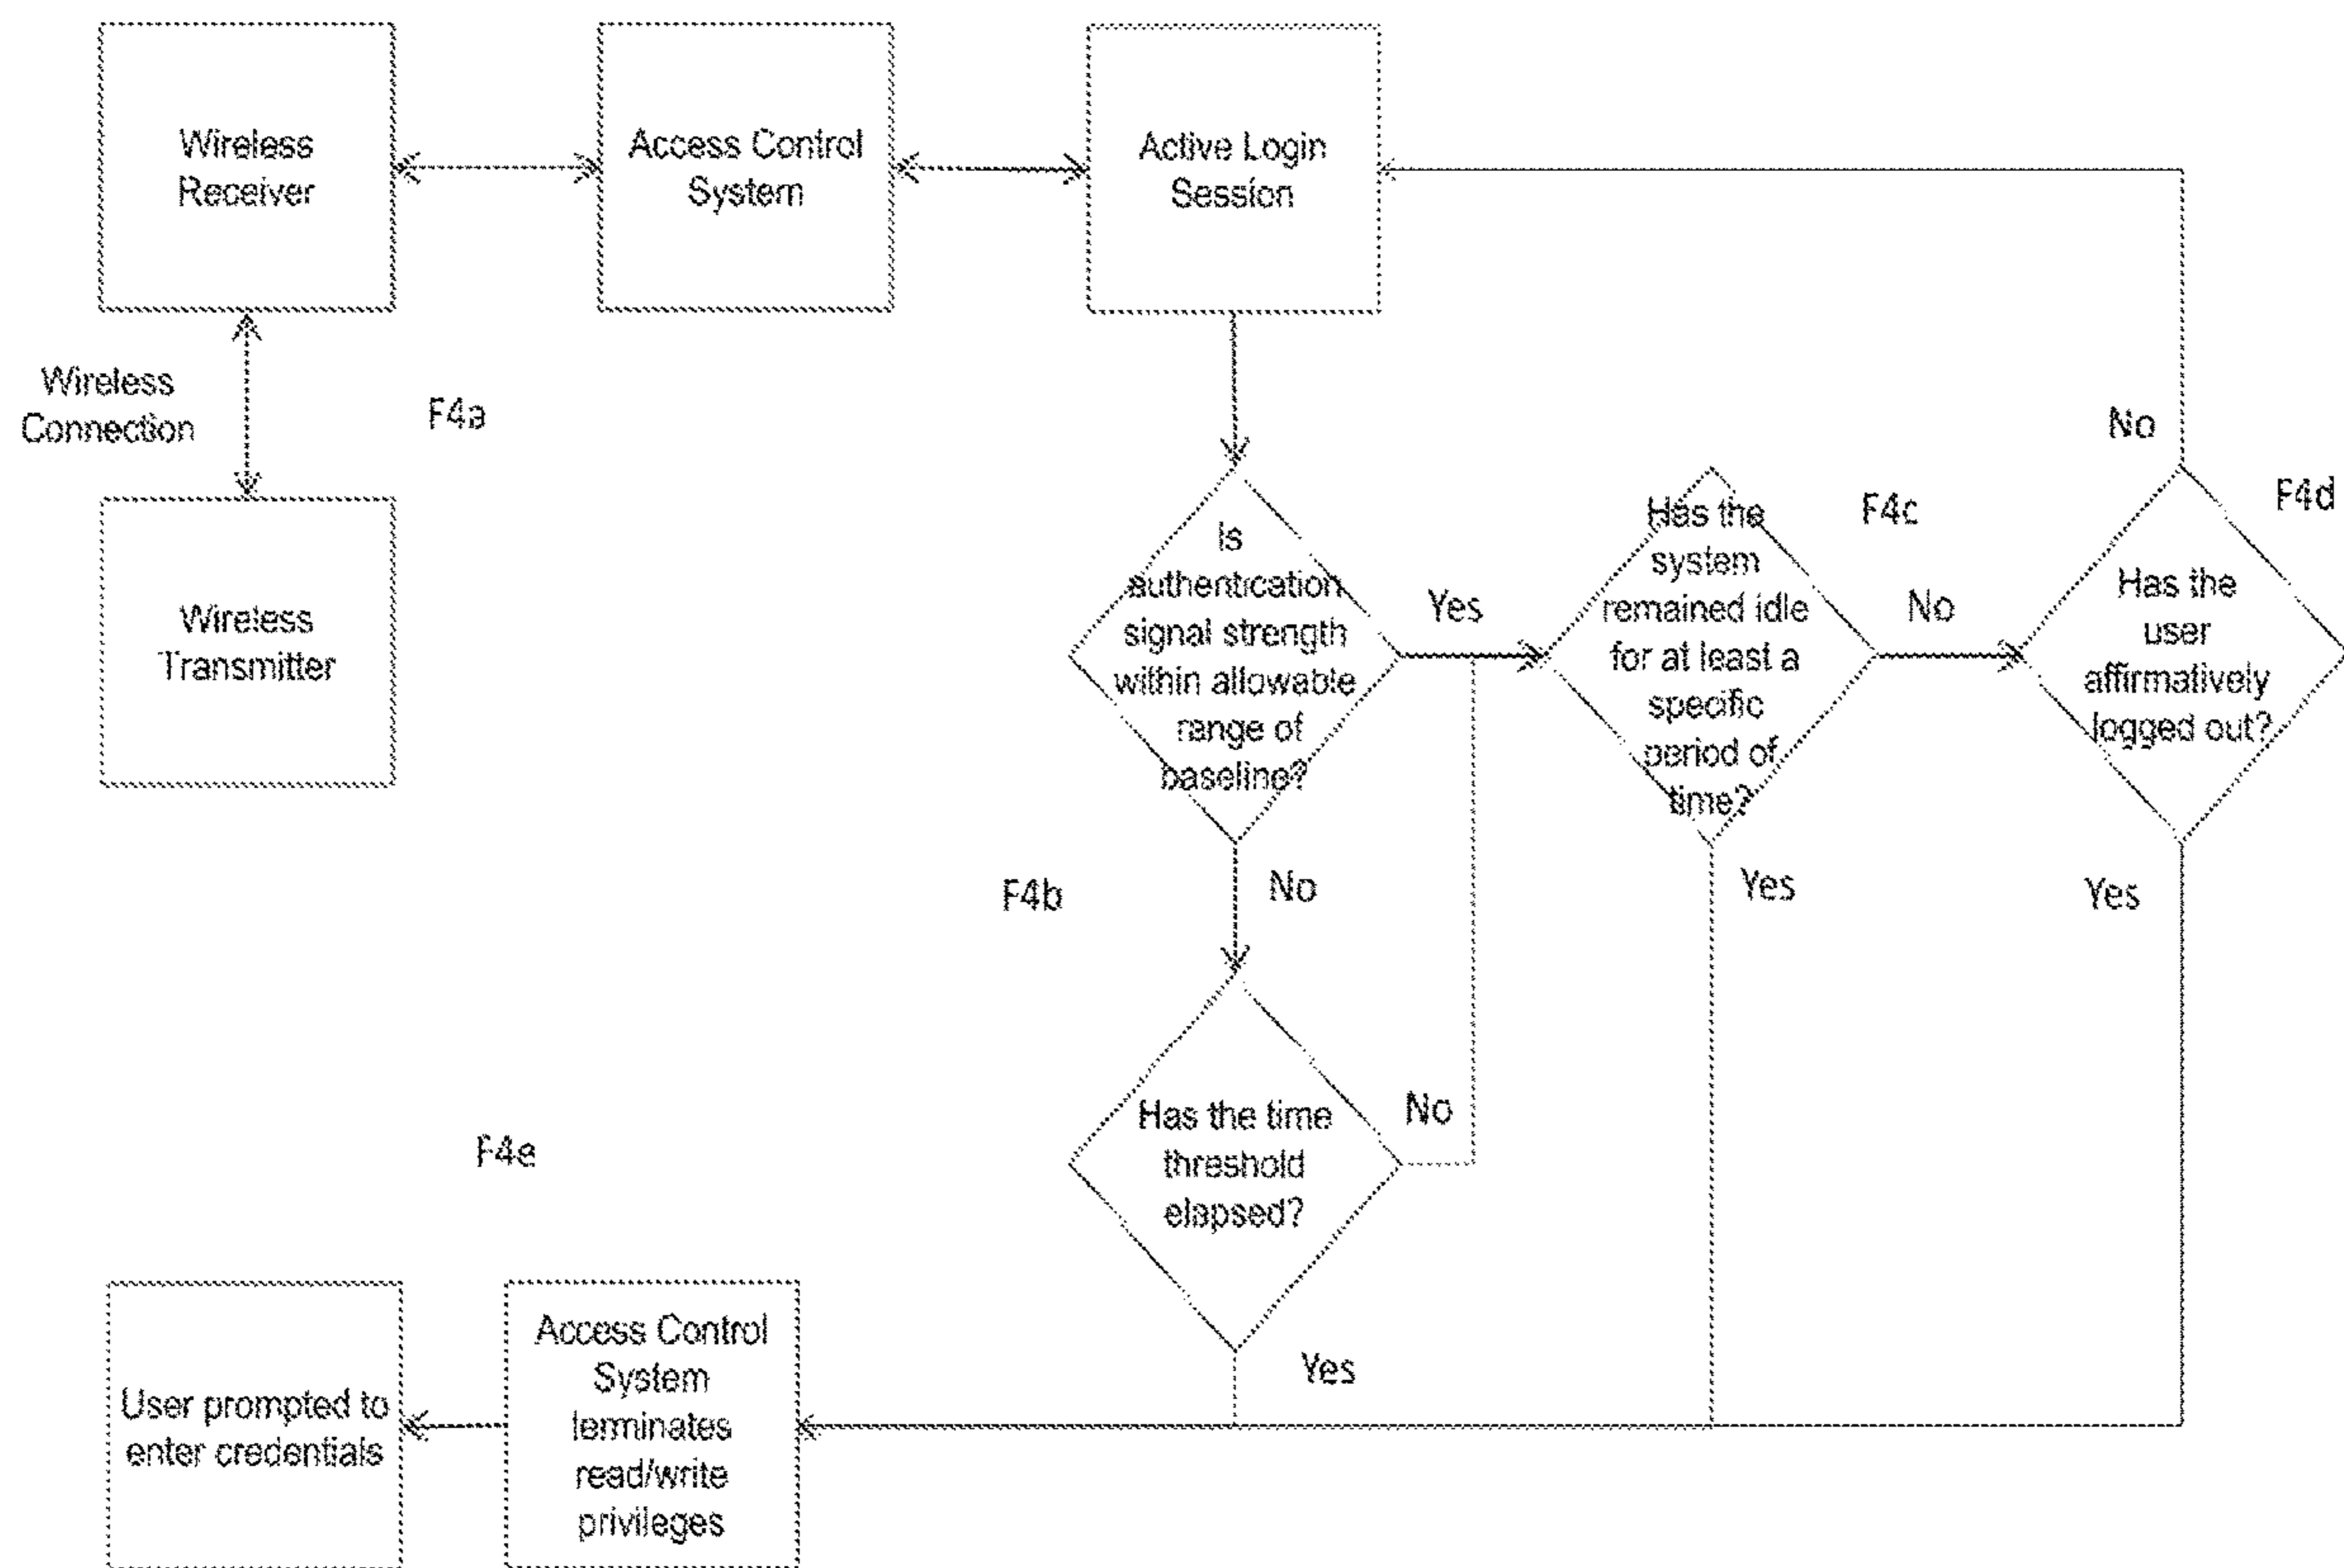 Wireless
Receiver
Access Control
System
Active Login
Session
Wireless
Connection
F4a
Wireless
Transmitter
Is
authentication
signal strength
within allowable
range of
baseline?
Yes
Has the
system
remained idle
for at least a
specific
period of
time?
F4c
No
No
F4d
Has the
user
affirmatively
logged out?
F4b
No
Yes
Yes
Has the time
threshold
elapsed?
No
Yes
F4e
User prompted to
enter credentials
Access Control
System
terminates
read/write
privileges